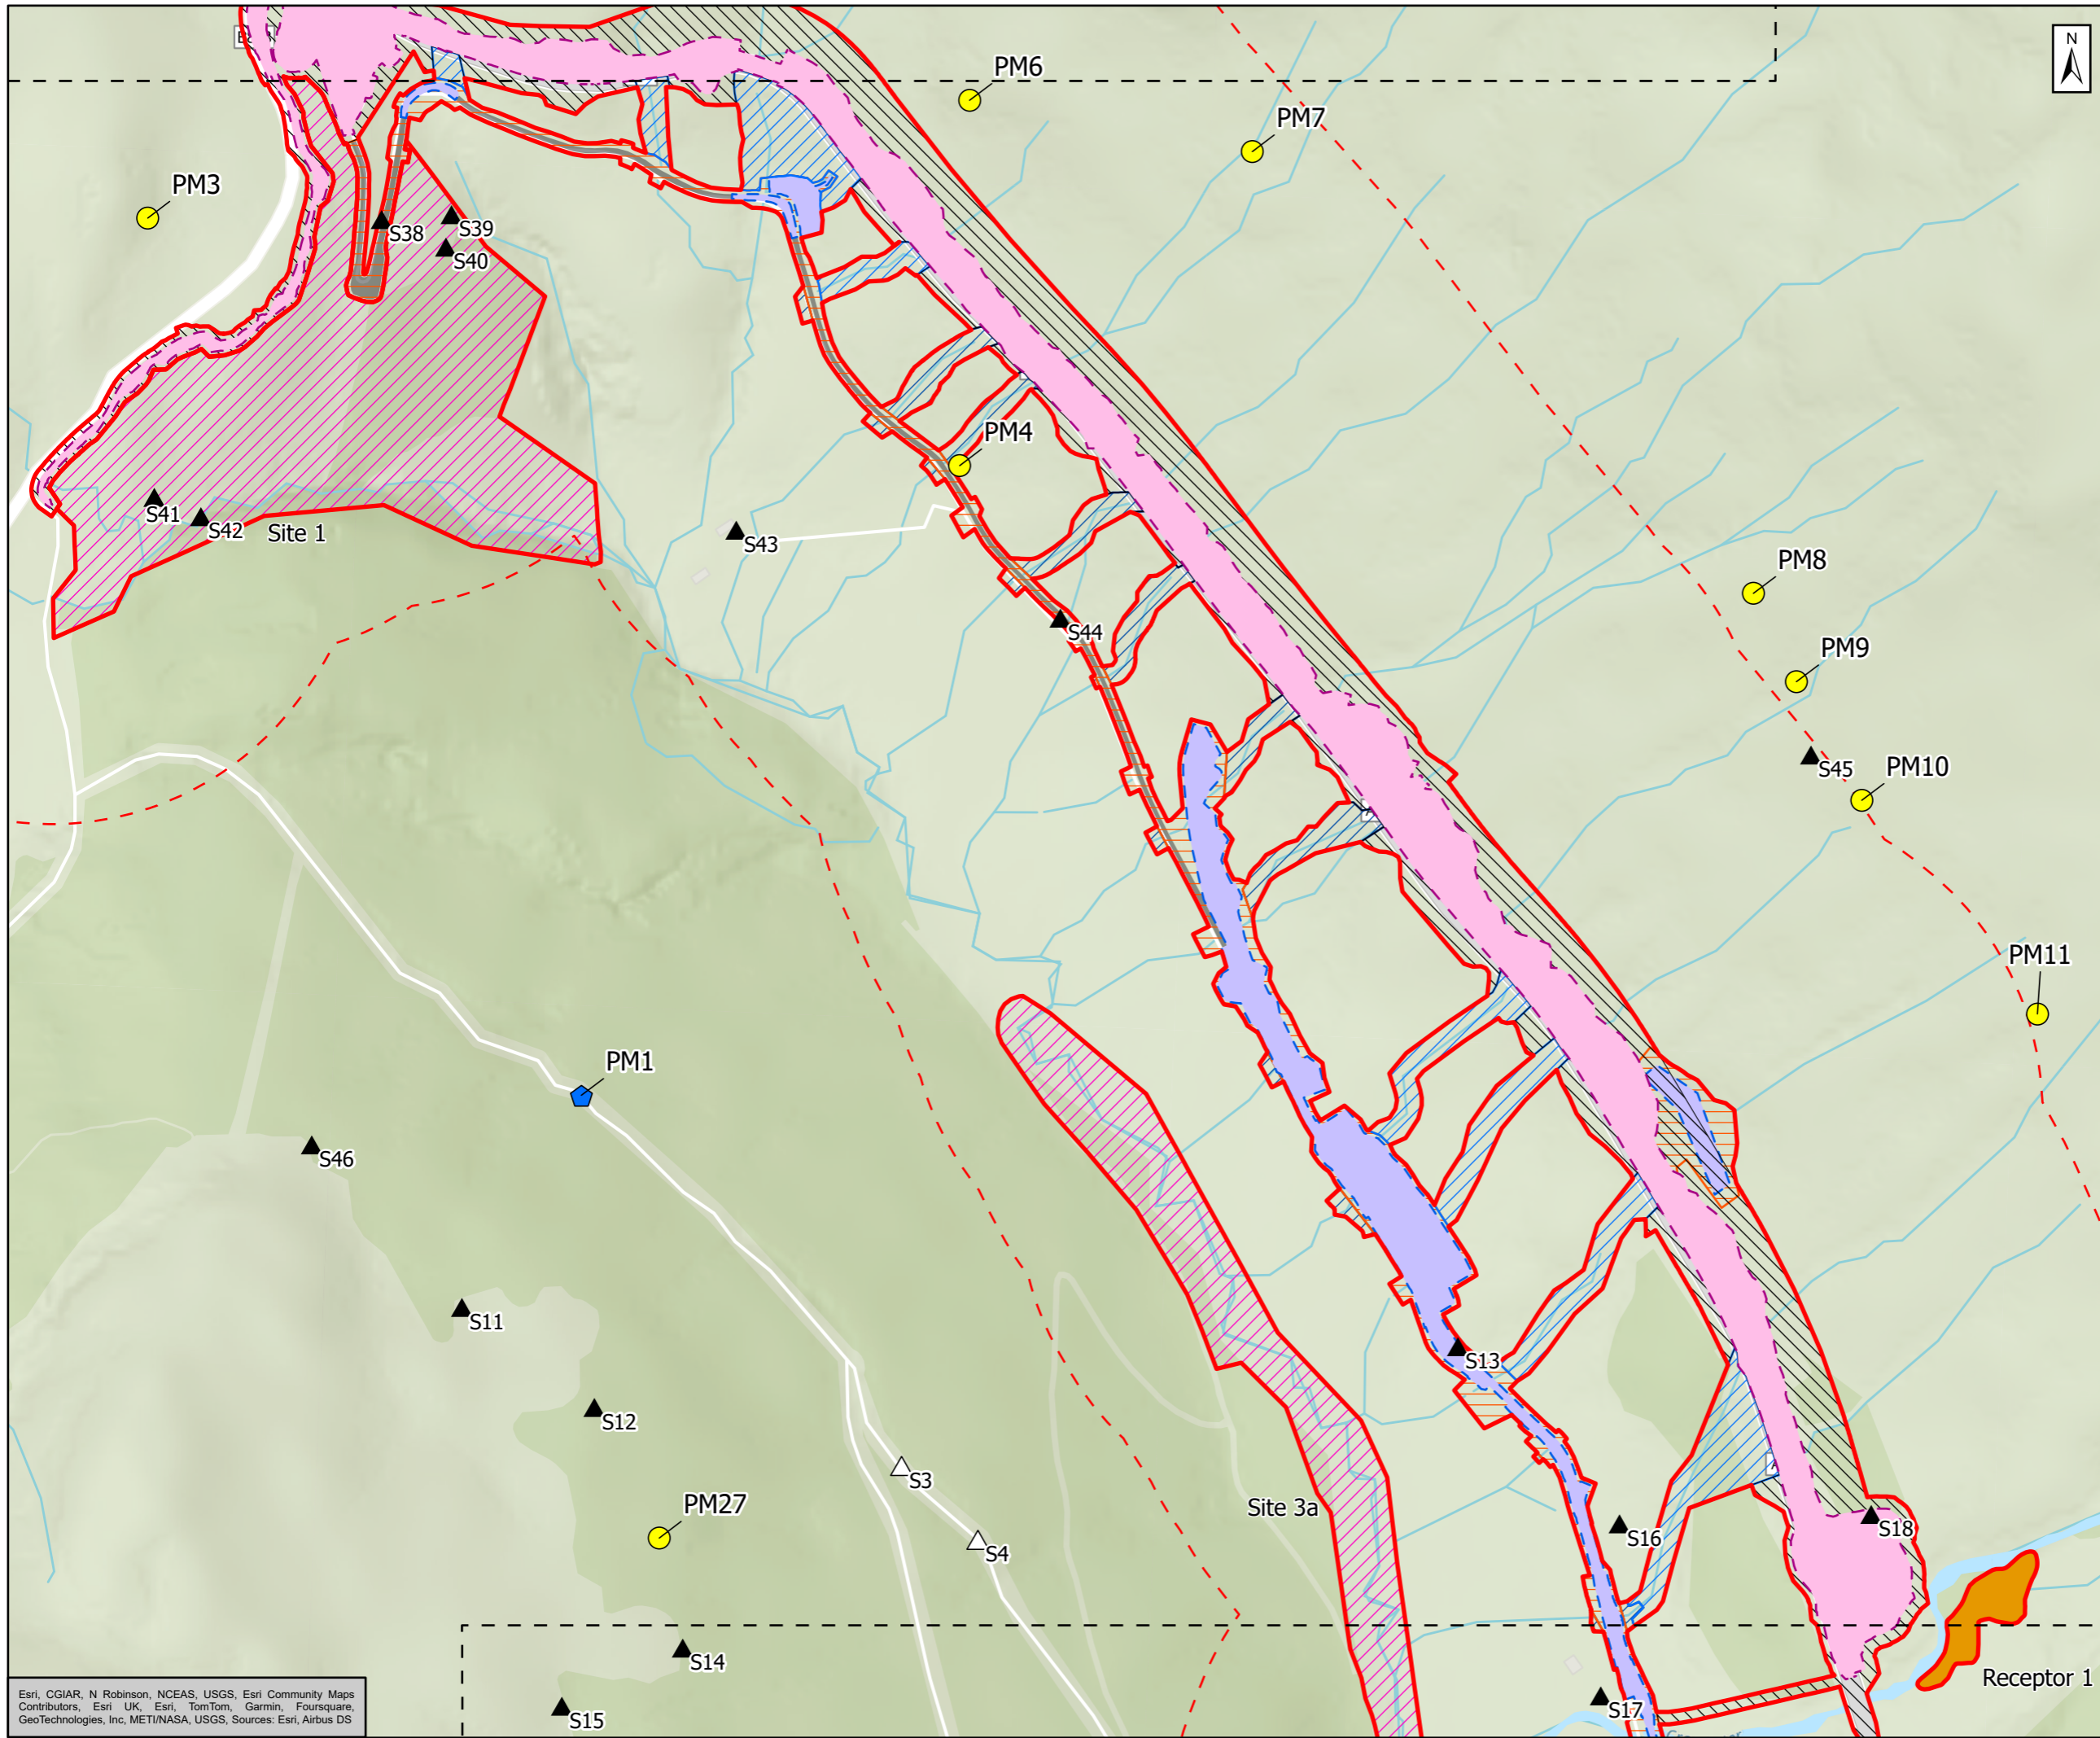 N
PM6
PM7
PM3
S38
S39
S40
PM4
S41
S42
Site 1
S43
PM8
S44
PM9
S45
PM10
PM11
PM1
S46
S11
S13
S12
S3
PM27
Site 3a
S4
S16
S18
S14
Receptor 1
S15
S17
Esri, CGIAR, N Robinson, NCEAS, USGS, Esri Community Maps
Contributors, Esri UK, Esri, TomTom, Garmin, Foursquare,
GeoTechnologies, Inc, METI/NASA, USGS, Sources: Esri, Airbus DS